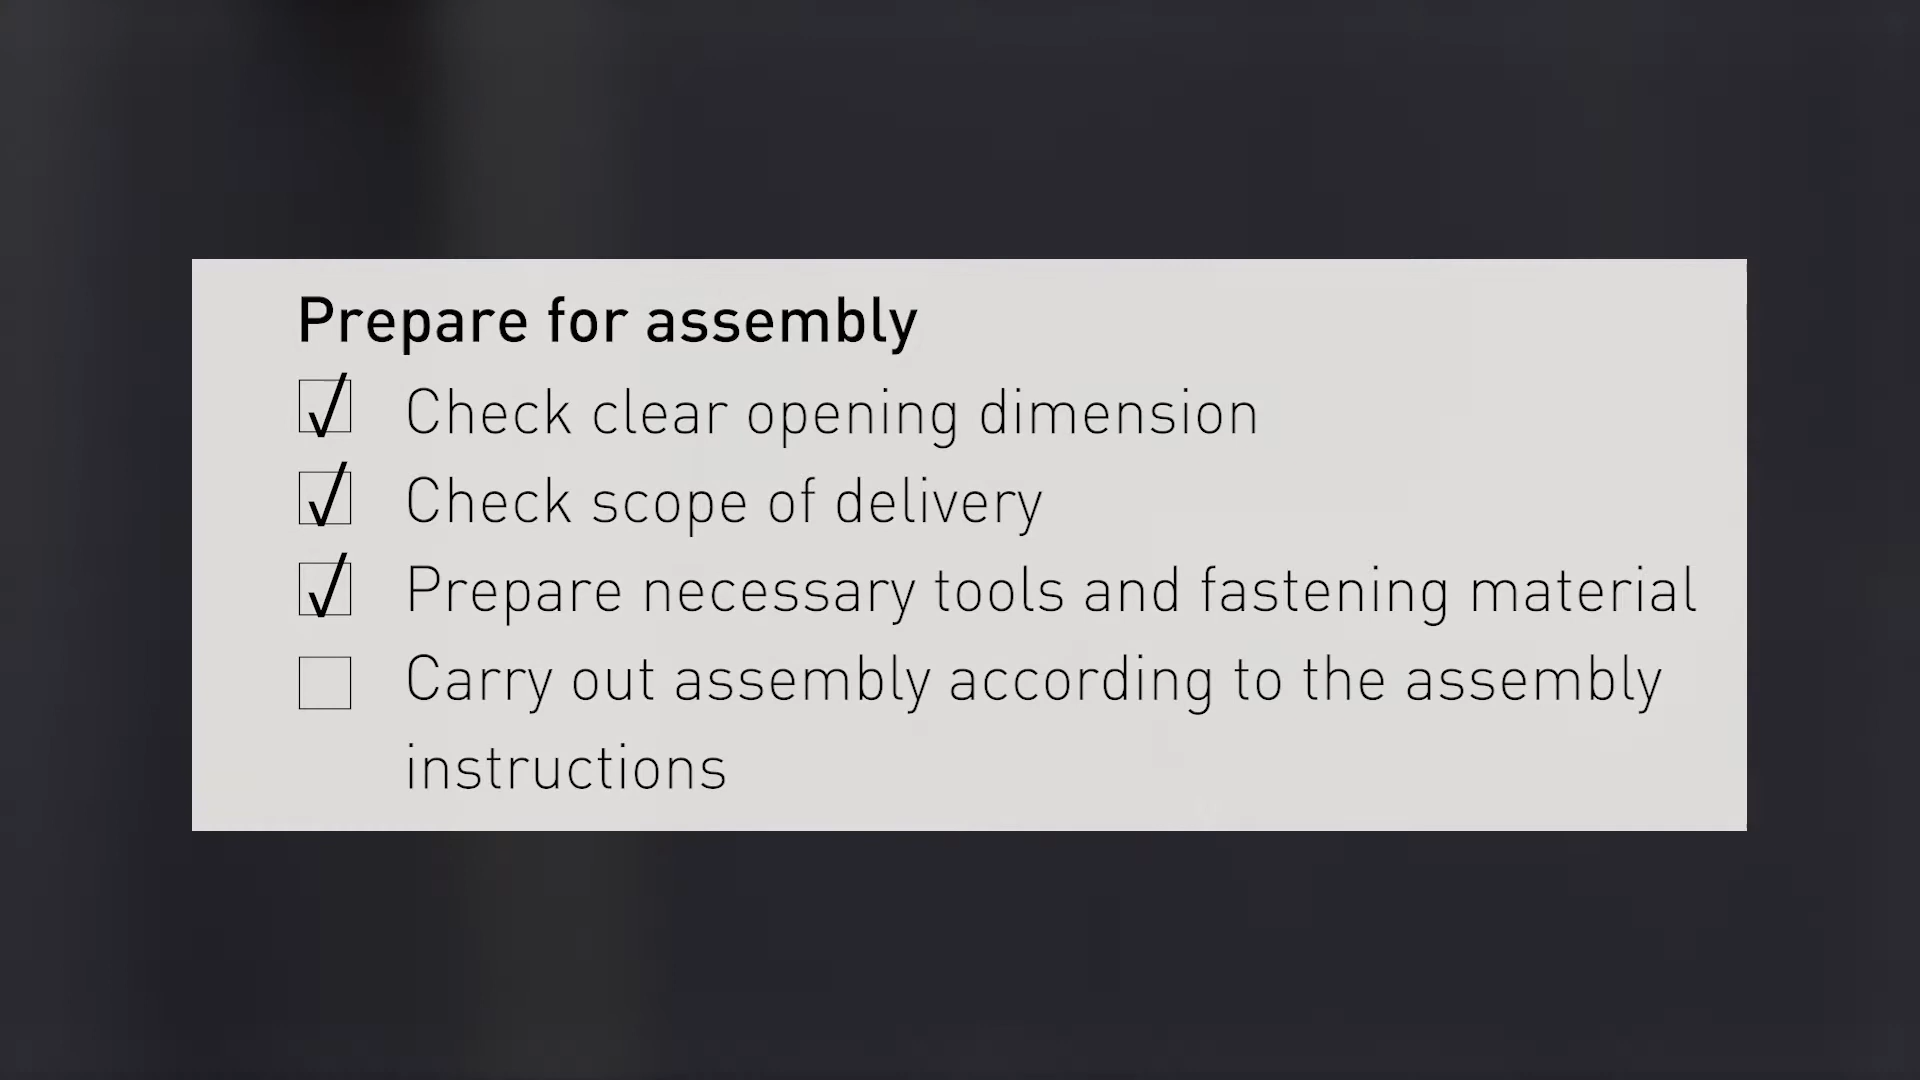 Prepare for assembly
Check clear opening dimension
Check scope of delivery
Prepare necessary tools and fastening material
Carry out assembly according to the assembly
instructions